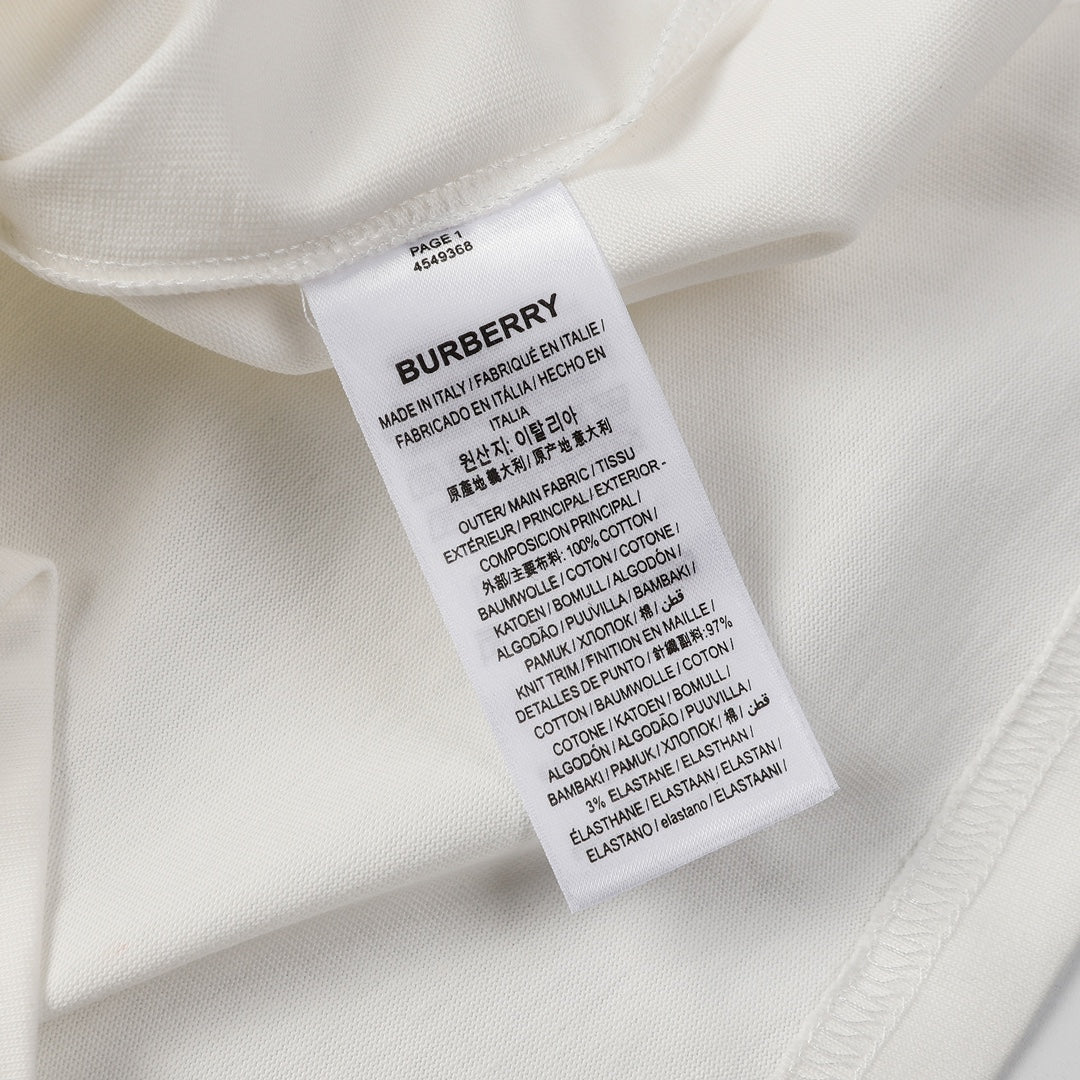 PAGE 1
4549368
BURBERRY
MADE IN ITALY / FABRIQUÉ EN ITALIE /
FABRICADO EN ITÁLIA / HECHO EN
ITALIA
원산지: 이탈리아
原產地 義大利 / 原产地 意大利
OUTER/ MAIN FABRIC / TISSU
EXTÉRIEUR / PRINCIPAL / EXTERIOR -
COMPOSICION PRINCIPAL /
外部/主要布料: 100% COTTON /
BAUMWOLLE / COTON / COTONE /
KATOEN / BOMULL / ALGODÓN /
ALGODÃO / PUUVILLA / BAMBAKI /
PAMUK / ХЛОПОК / 棉 / قطن
KNIT TRIM / FINITION EN MAILLE /
DETALLES DE PUNTO / 針織副料:97%
COTTON / BAUMWOLLE / COTON /
COTONE / KATOEN / BOMULL /
ALGODÓN / ALGODÃO / PUUVILLA /
BAMBAKI / PAMUK / ХЛОПОК / 棉 / قطن
3% ELASTANE / ELASTHAN /
ÉLASTHANE / ELASTAAN / ELASTAN /
ELASTANO / elastano / ELASTAANI /